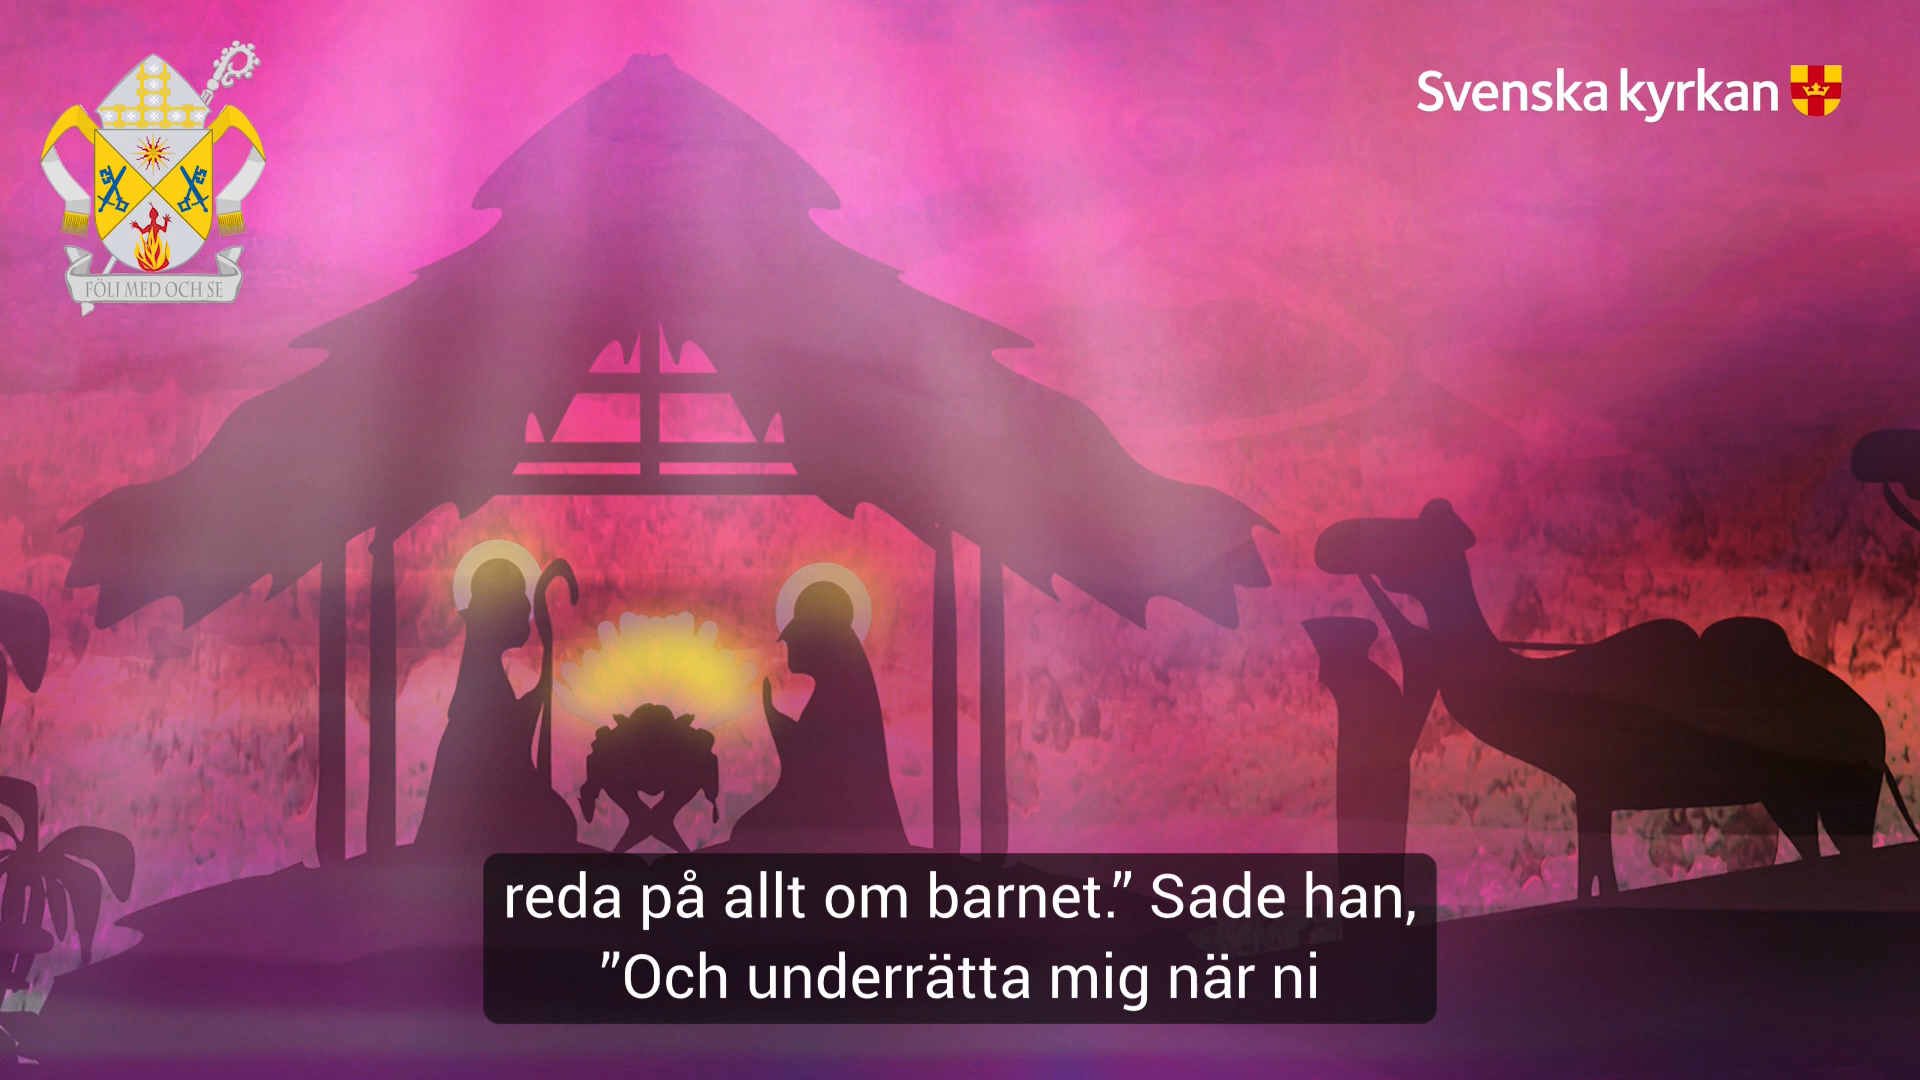 Svenska kyrkan
FÖLJ MED OCH SE
reda på allt om barnet.” Sade han,
”Och underrätta mig när ni